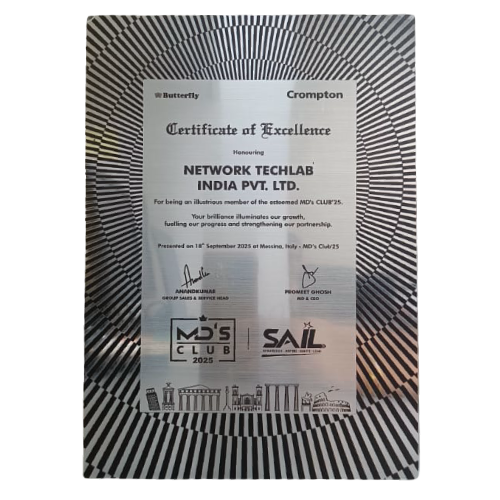 Butterfly
Crompton
Certificate of Excellence
Honouring
NETWORK TECHLAB
INDIA PVT. LTD.
For being an illustrious member of the esteemed MD's CLUB'25.
Your brilliance illuminates our growth,
fuelling our progress and strengthening our partnership.
Presented on 18th September 2025 at Messina, Italy - MD's Club'25
ANANDKUMAR
GROUP SALES & SERVICE HEAD
PROMEET GHOSH
MD & CEO
MD'S
CLUB
2025
SAIL